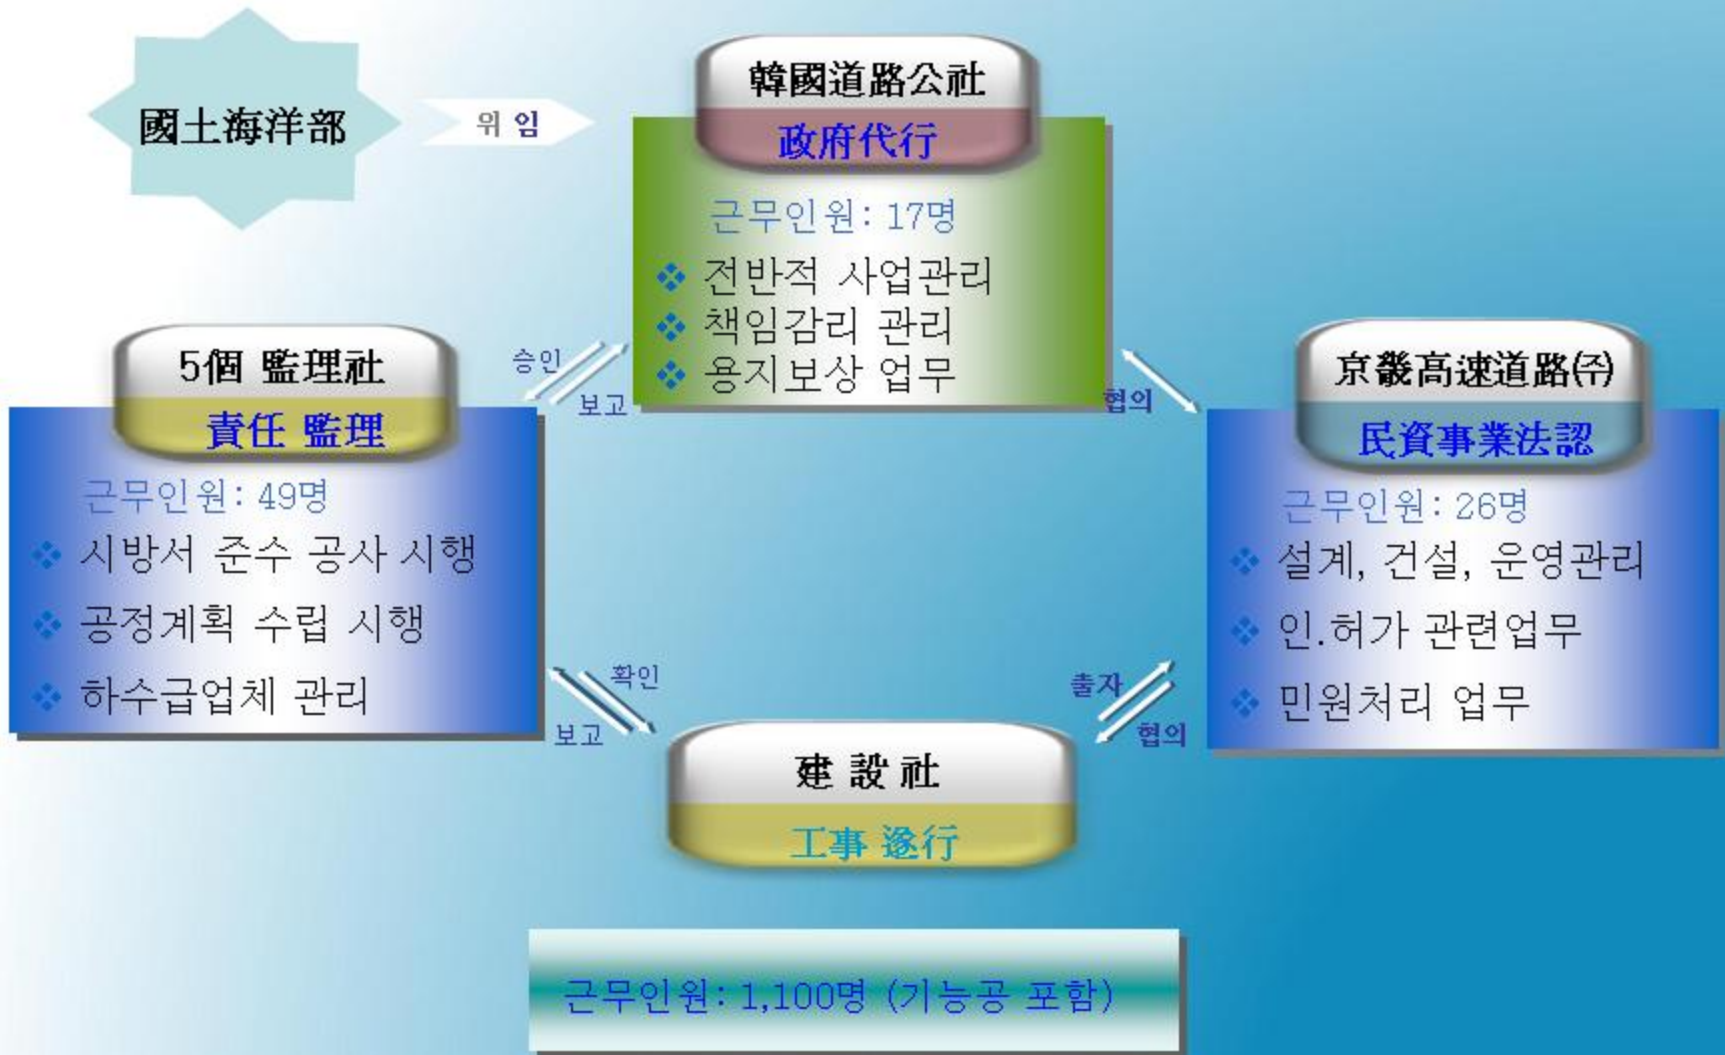 國土海洋部
위 임
韓國道路公社
政府代行
근무인원: 17명
전반적 사업관리
책임감리 관리
용지보상 업무
승인
보고
협의
5個 監理社
責任 監理
근무인원: 49명
시방서 준수 공사 시행
공정계획 수립 시행
하수급업체 관리
京畿高速道路㈜
民資事業法認
근무인원: 26명
설계, 건설, 운영관리
인.허가 관련업무
민원처리 업무
확인
보고
출자
협의
建 設 社
工事 遂行
근무인원: 1,100명 (기능공 포함)